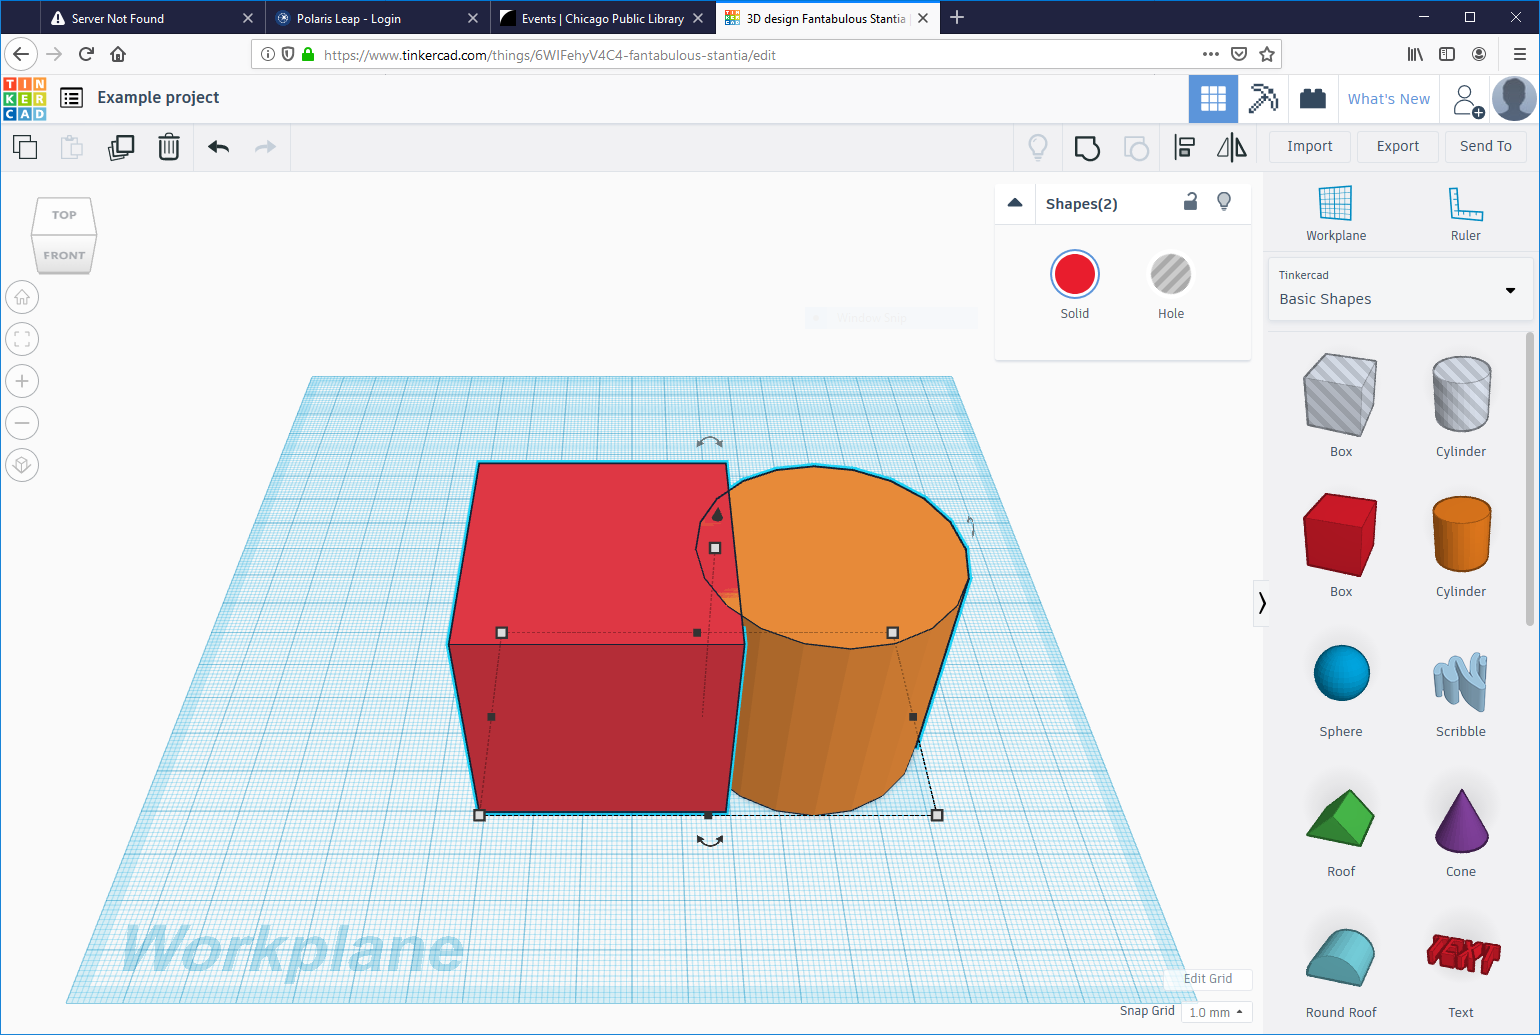 Server Not Found
Polaris Leap - Login
Events | Chicago Public Library
3D design Fantabulous Stantia
https://www.tinkercad.com/things/6WIFehyV4C4-fantabulous-stantia/edit
TIN
KER
CAD
Example project
What's New
Import
Export
Send To
TOP
FRONT
Shapes(2)
Solid
Hole
Workplane
Ruler
Tinkercad
Basic Shapes
Box
Cylinder
Box
Cylinder
Sphere
Scribble
Roof
Cone
Round Roof
TEXT
Text
Workplane
Edit Grid
Snap Grid
1.0 mm